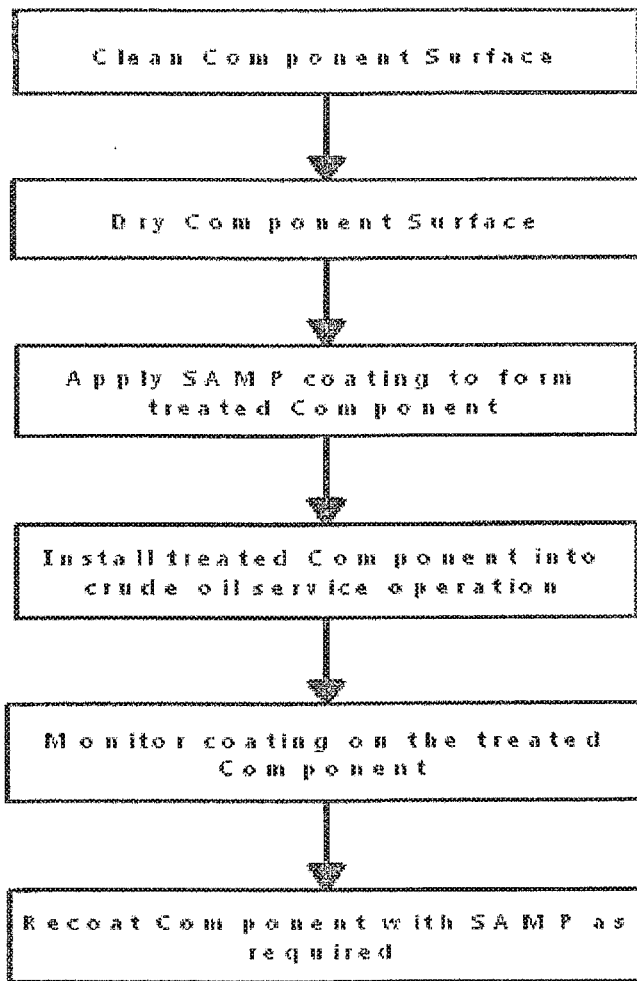 Clean Component Surface
Dry Component Surface
Apply SAMP coating to form
treated Component
Install treated Component into
crude oil service operation
Monitor coating on the treated
Component
Recoat Component with SAMP as
required